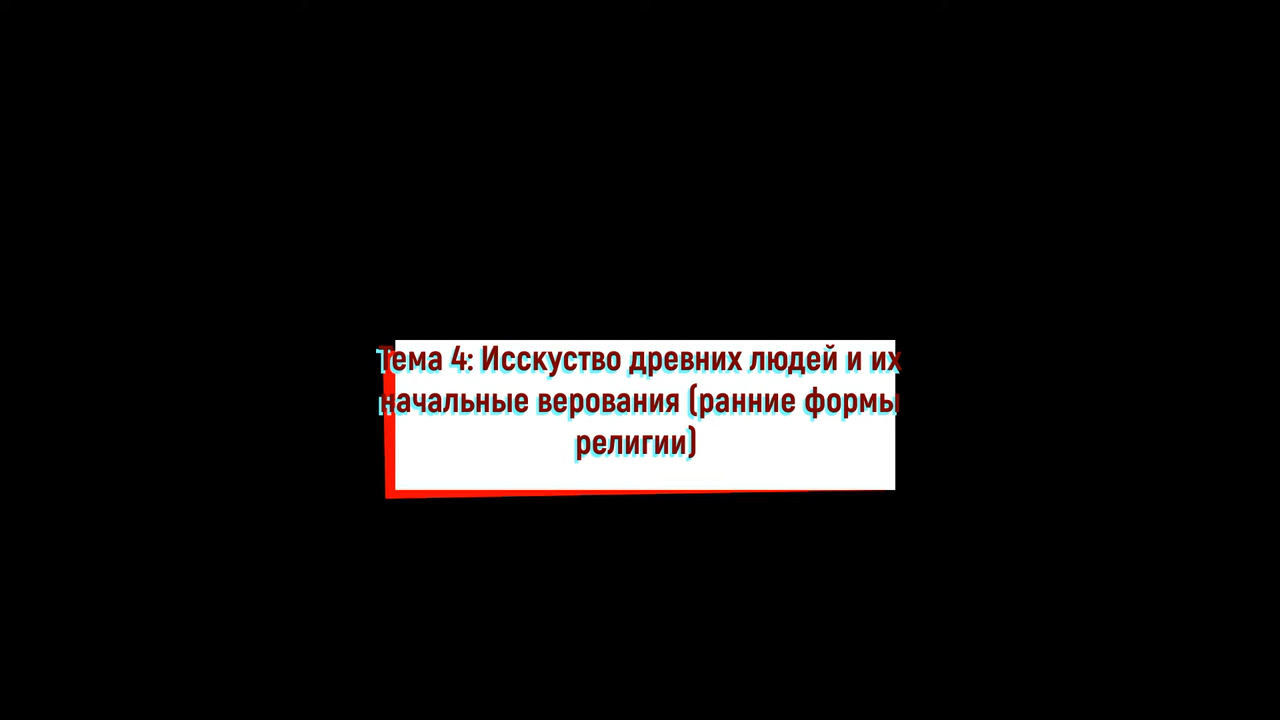 Тема 4: Исскуство древних людей и их
начальные верования (ранние формы
религии)